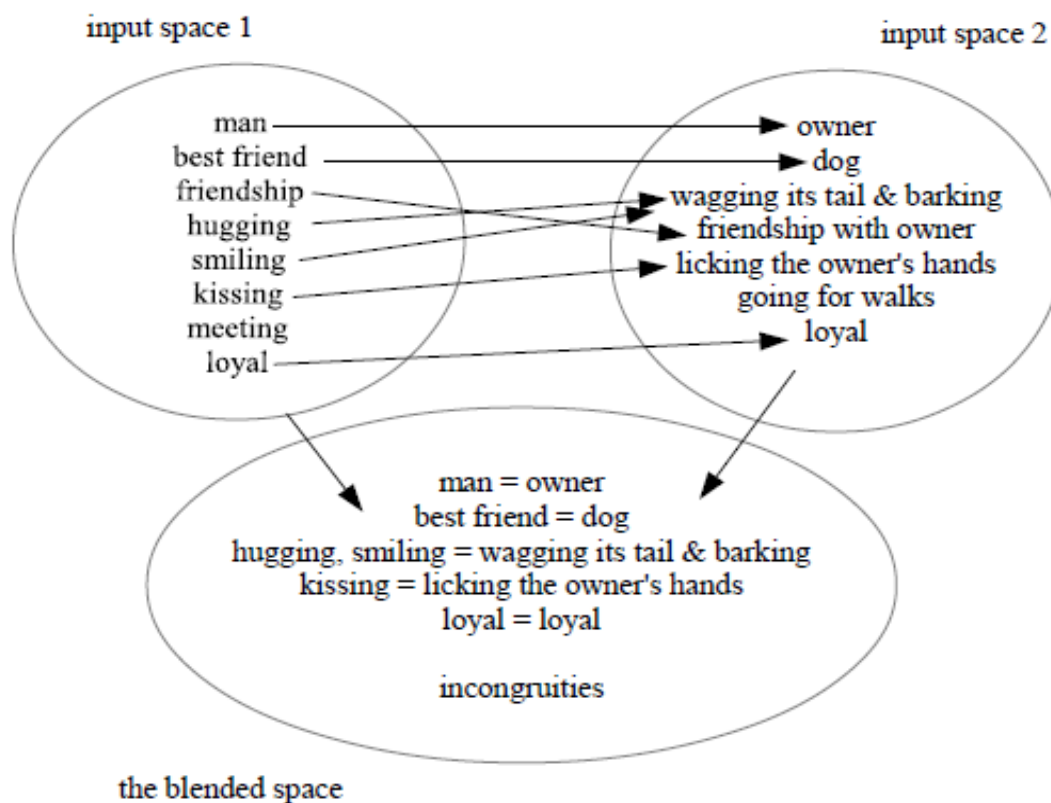 input space 1
input space 2
man
best friend
friendship
hugging
smiling
kissing
meeting
loyal
owner
dog
wagging its tail & barking
friendship with owner
licking the owner's hands
going for walks
loyal
man = owner
best friend = dog
hugging, smiling = wagging its tail & barking
kissing = licking the owner's hands
loyal = loyal
incongruities
the blended space